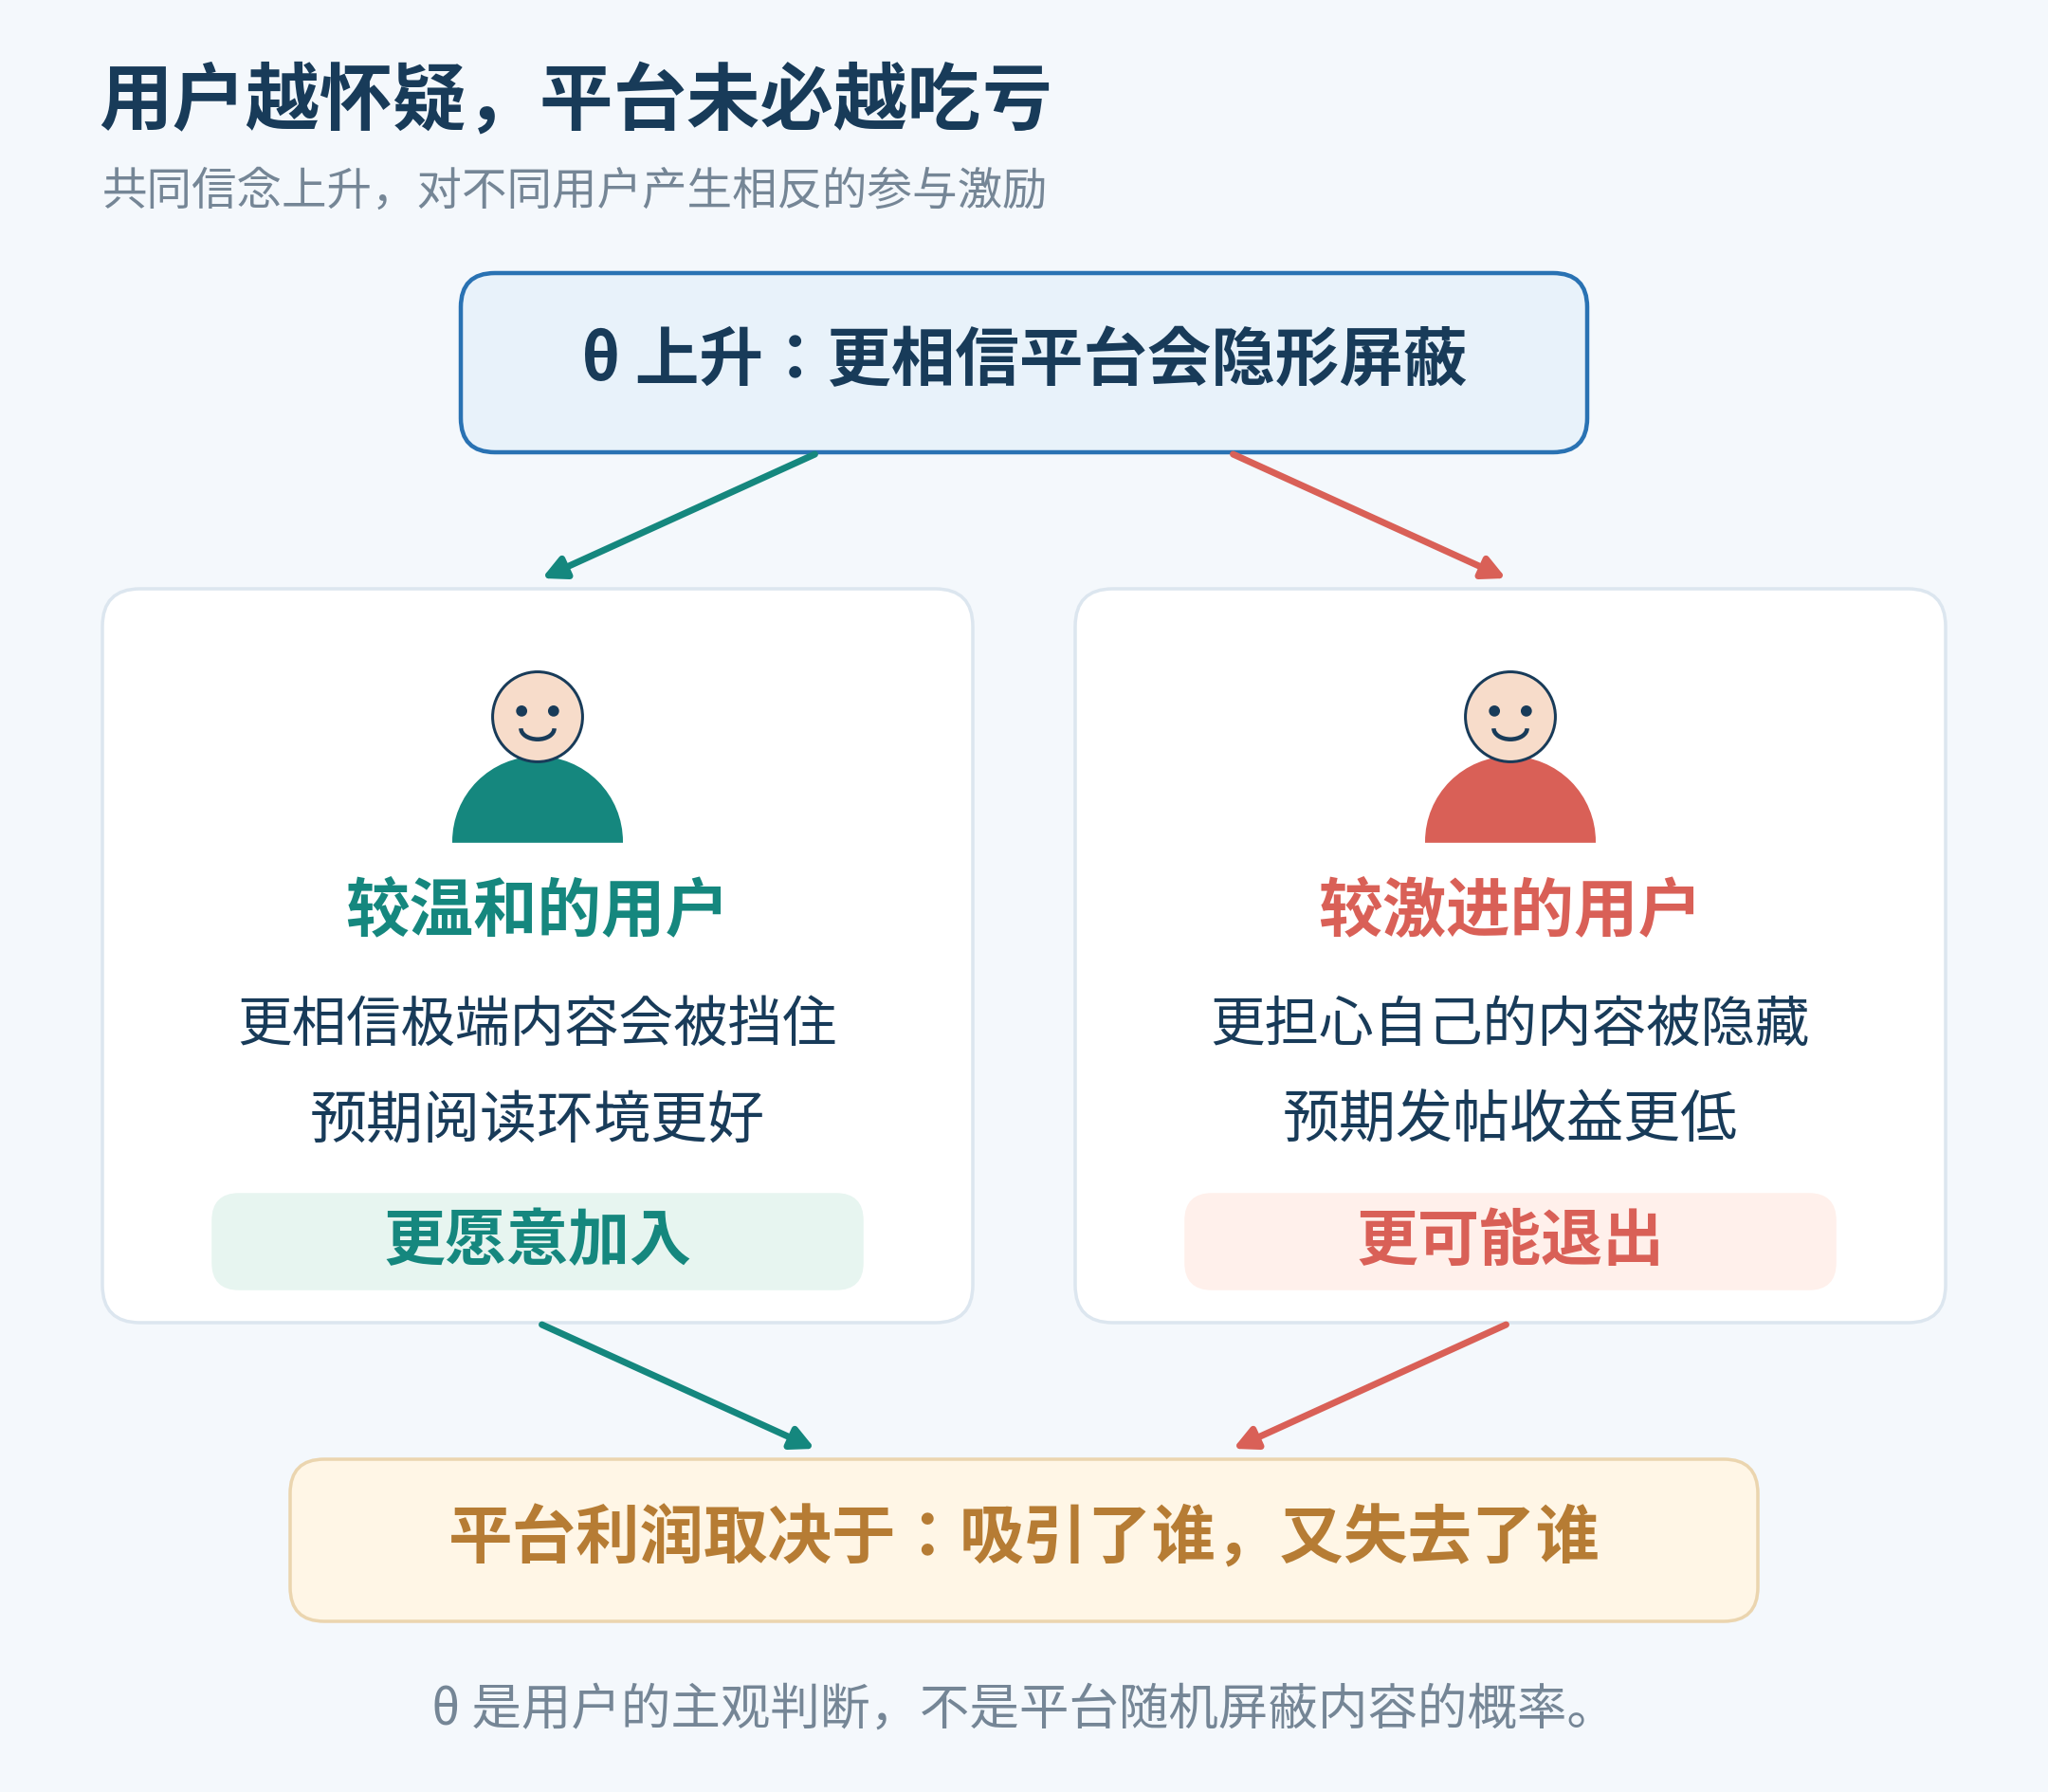 用户越怀疑，平台未必越吃亏
共同信念上升，对不同用户产生相反的参与激励
θ 上升：更相信平台会隐形屏蔽
较温和的用户
更相信极端内容会被挡住
预期阅读环境更好
更愿意加入
较激进的用户
更担心自己的内容被隐藏
预期发帖收益更低
更可能退出
平台利润取决于：吸引了谁，又失去了谁
θ 是用户的主观判断，不是平台随机屏蔽内容的概率。